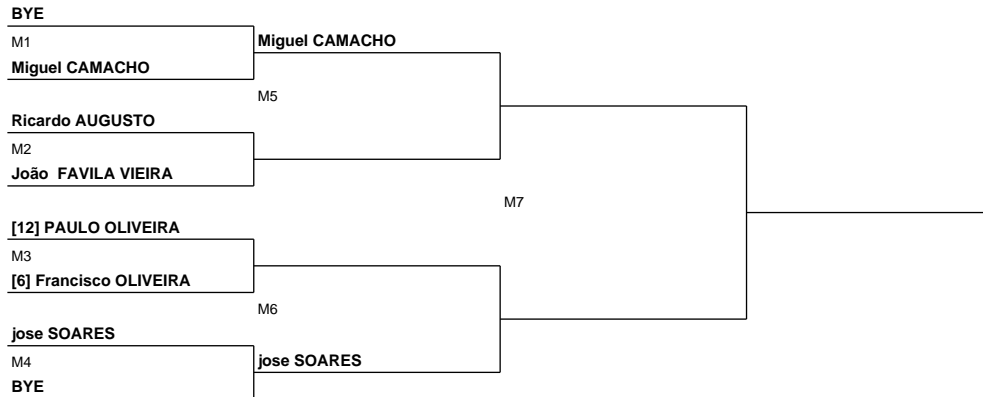 BYE
M1
Miguel CAMACHO
Miguel CAMACHO
M5
Ricardo AUGUSTO
M2
João  FAVILA VIEIRA
M7
[12] PAULO OLIVEIRA
M3
[6] Francisco OLIVEIRA
M6
jose SOARES
M4
jose SOARES
BYE